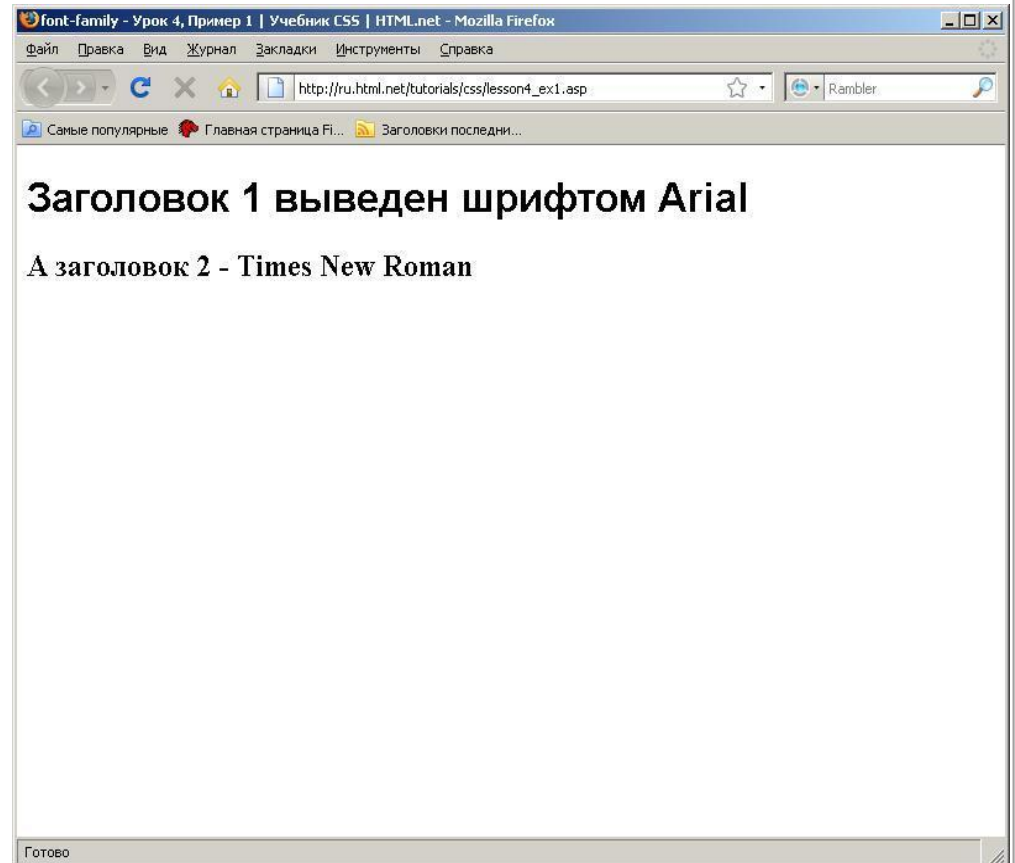 font-family - Урок 4, Пример 1 | Учебник CSS | HTML.net - Mozilla Firefox
Файл Правка Вид Журнал Закладки Инструменты Справка
http://ru.html.net/tutorials/css/lesson4_ex1.asp Rambler
Самые популярные Главная страница Fi... Заголовки последни...
Заголовок 1 выведен шрифтом Arial
А заголовок 2 - Times New Roman
Готово